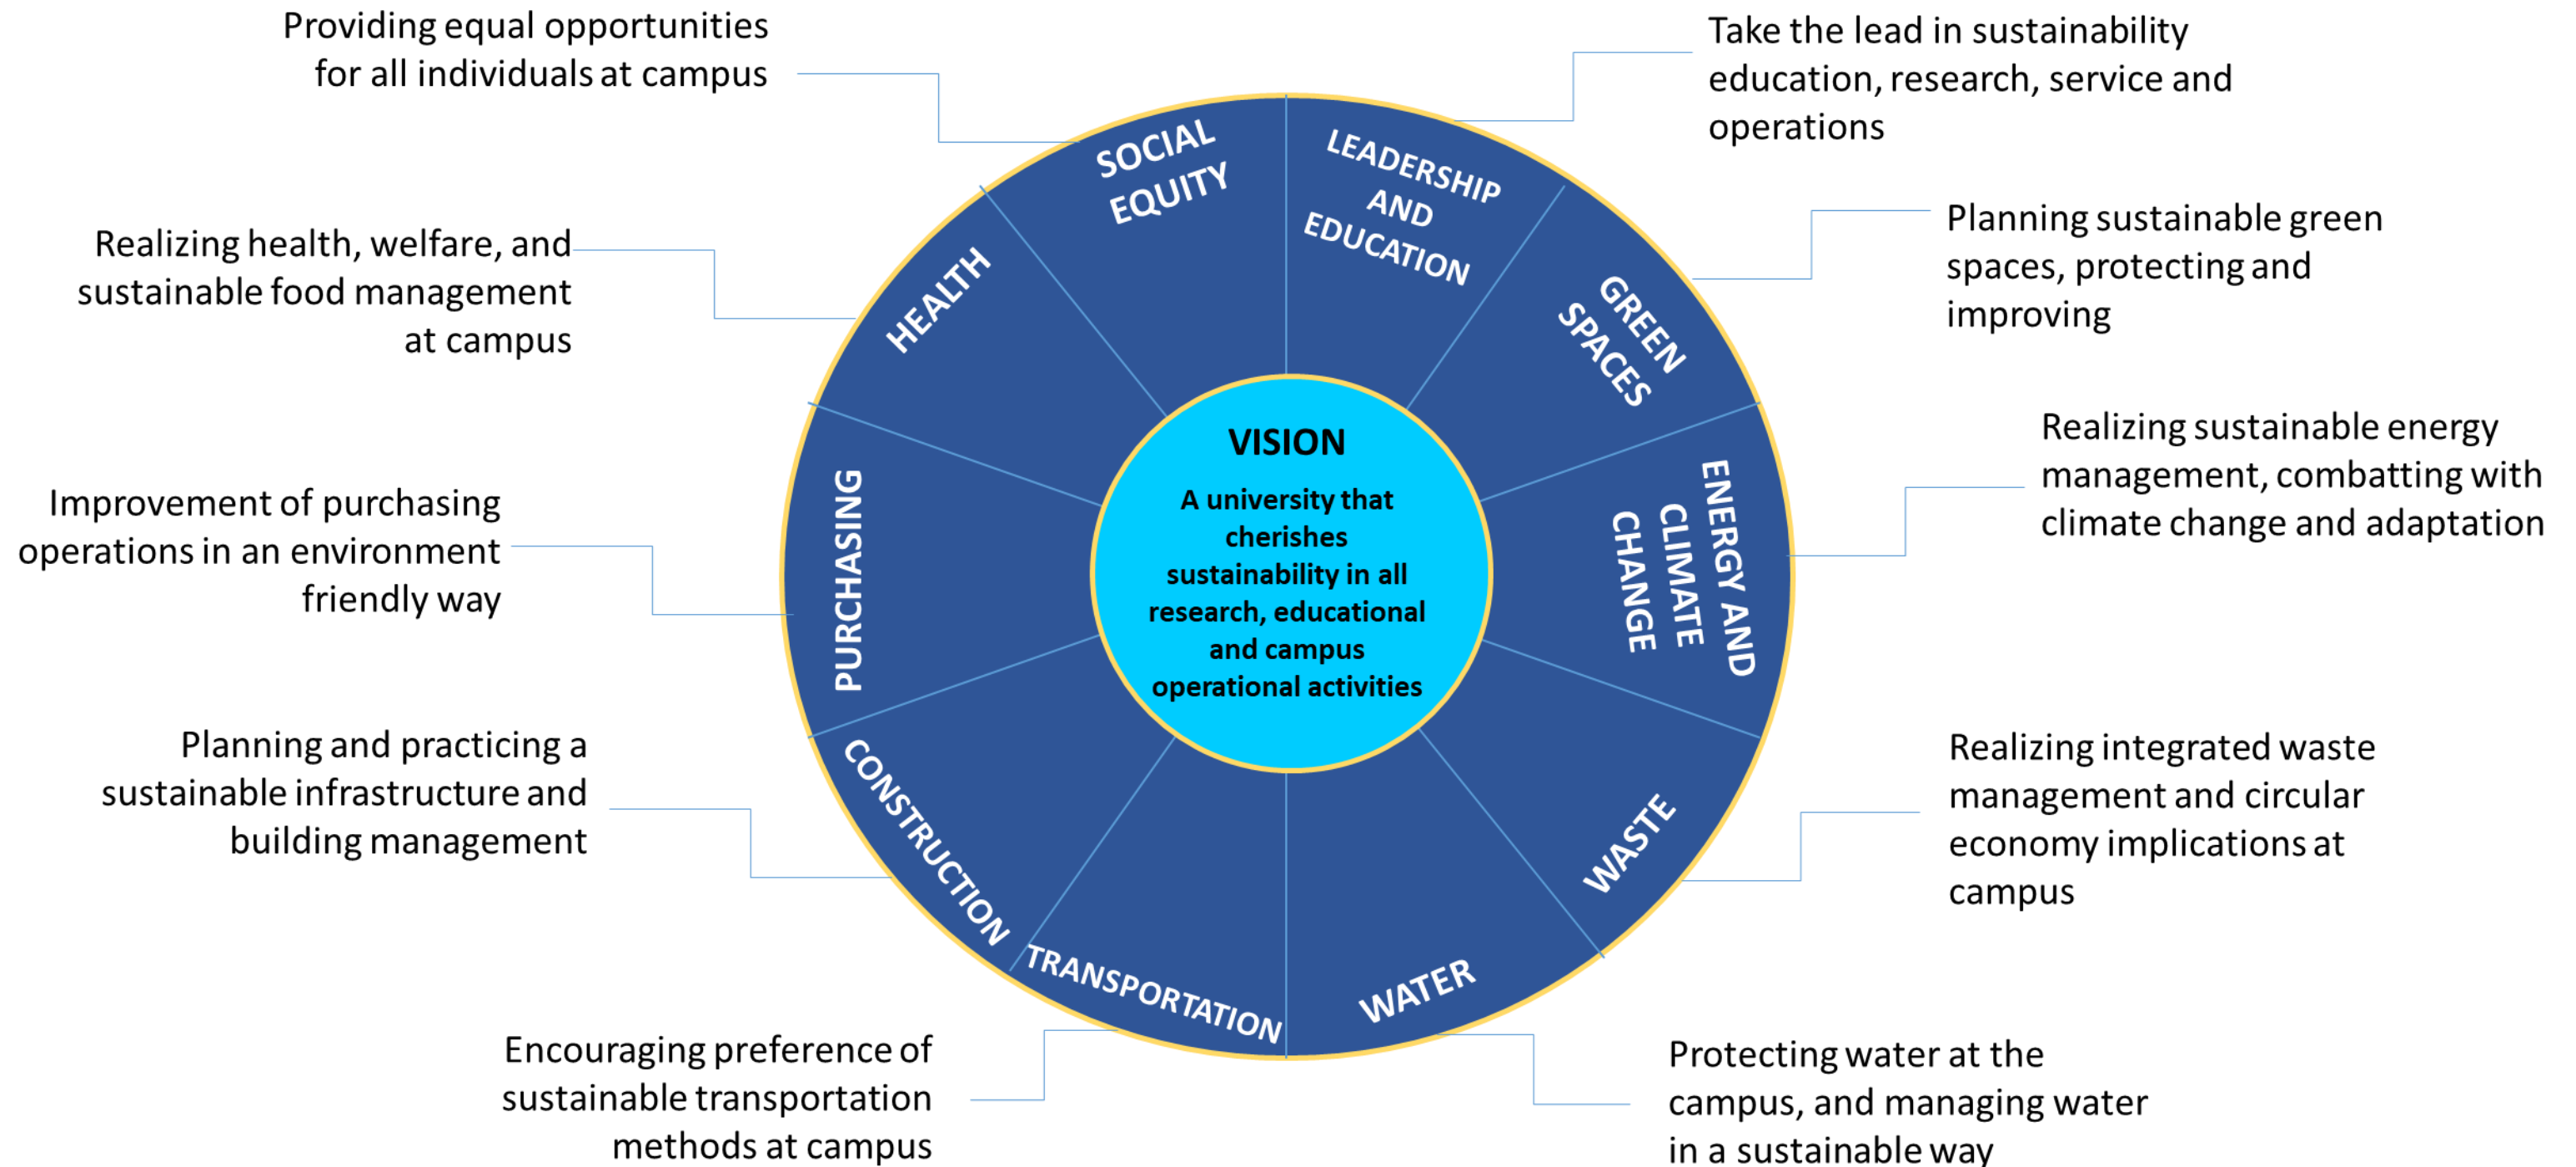 Providing equal opportunities
for all individuals at campus
Take the lead in sustainability
education, research, service and
operations
SOCIAL
EQUITY
LEADERSHIP
AND
EDUCATION
Realizing health, welfare, and
sustainable food management
at campus
HEALTH
GREEN
SPACES
Planning sustainable green
spaces, protecting and
improving
VISION
A university that
cherishes
sustainability in all
research, educational
and campus
operational activities
Improvement of purchasing
operations in an environment
friendly way
PURCHASING
ENERGY AND
CLIMATE
CHANGE
Realizing sustainable energy
management, combatting with
climate change and adaptation
Planning and practicing a
sustainable infrastructure and
building management
CONSTRUCTION
WASTE
Realizing integrated waste
management and circular
economy implications at
campus
TRANSPORTATION
WATER
Encouraging preference of
sustainable transportation
methods at campus
Protecting water at the
campus, and managing water
in a sustainable way